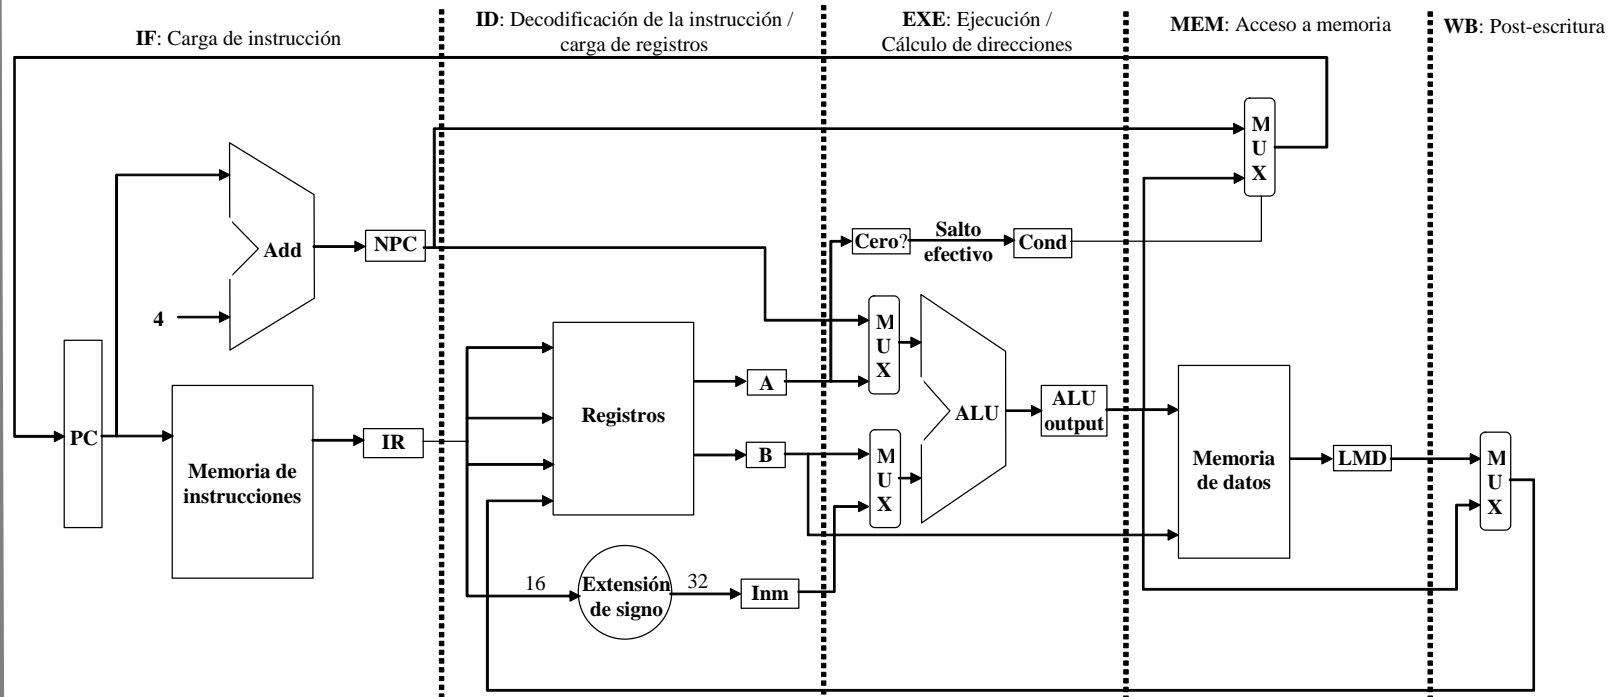 IF: Carga de instrucción
ID: Decodificación de la instrucción /
carga de registros
EXE: Ejecución /
Cálculo de direcciones
MEM: Acceso a memoria
WB: Post-escritura
M
U
X
Add
NPC
4
Cero?
Salto
efectivo
Cond
M
U
X
PC
Memoria de
instrucciones
IR
Registros
A
B
ALU
ALU
output
M
U
X
Memoria
de datos
LMD
M
U
X
16
Extensión
de signo
32
Inm